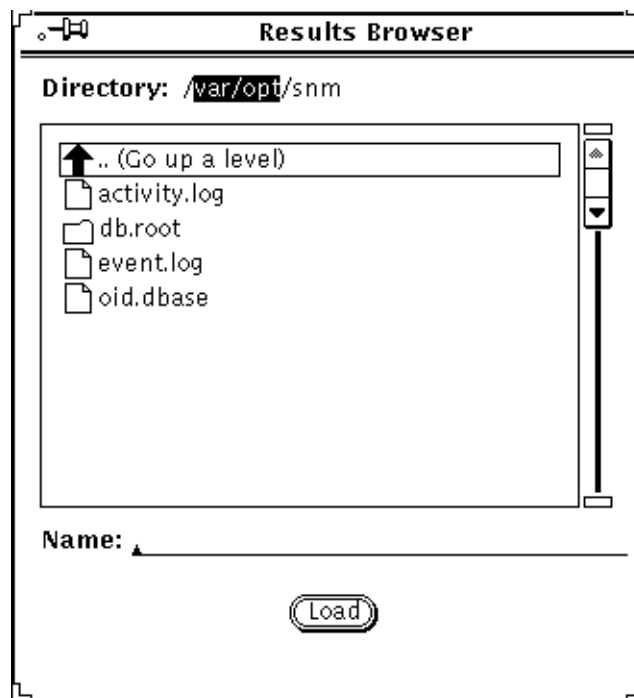 Results Browser
Directory: /var/opt/snm
.. (Go up a level)
activity.log
db.root
event.log
oid.dbase
Name:
Load